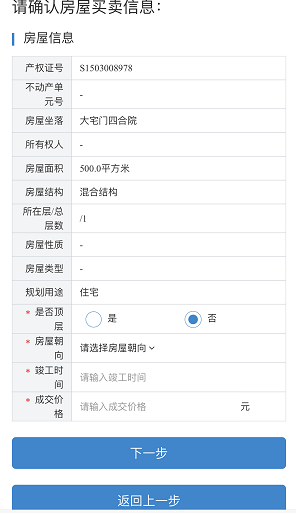 请确认房屋买卖信息：
房屋信息
产权证号 S1503008978
不动产单
元号 -
房屋坐落 大宅门四合院
所有权人 -
房屋面积 500.0平方米
房屋结构 混合结构
所在层/总
层数 /1
房屋性质 -
房屋类型 -
规划用途 住宅
* 是否顶
层 是 否
* 房屋朝
向 请选择房屋朝向
* 竣工时
间 请输入竣工时间
* 成交价
格 请输入成交价格 元
下一步
返回上一步